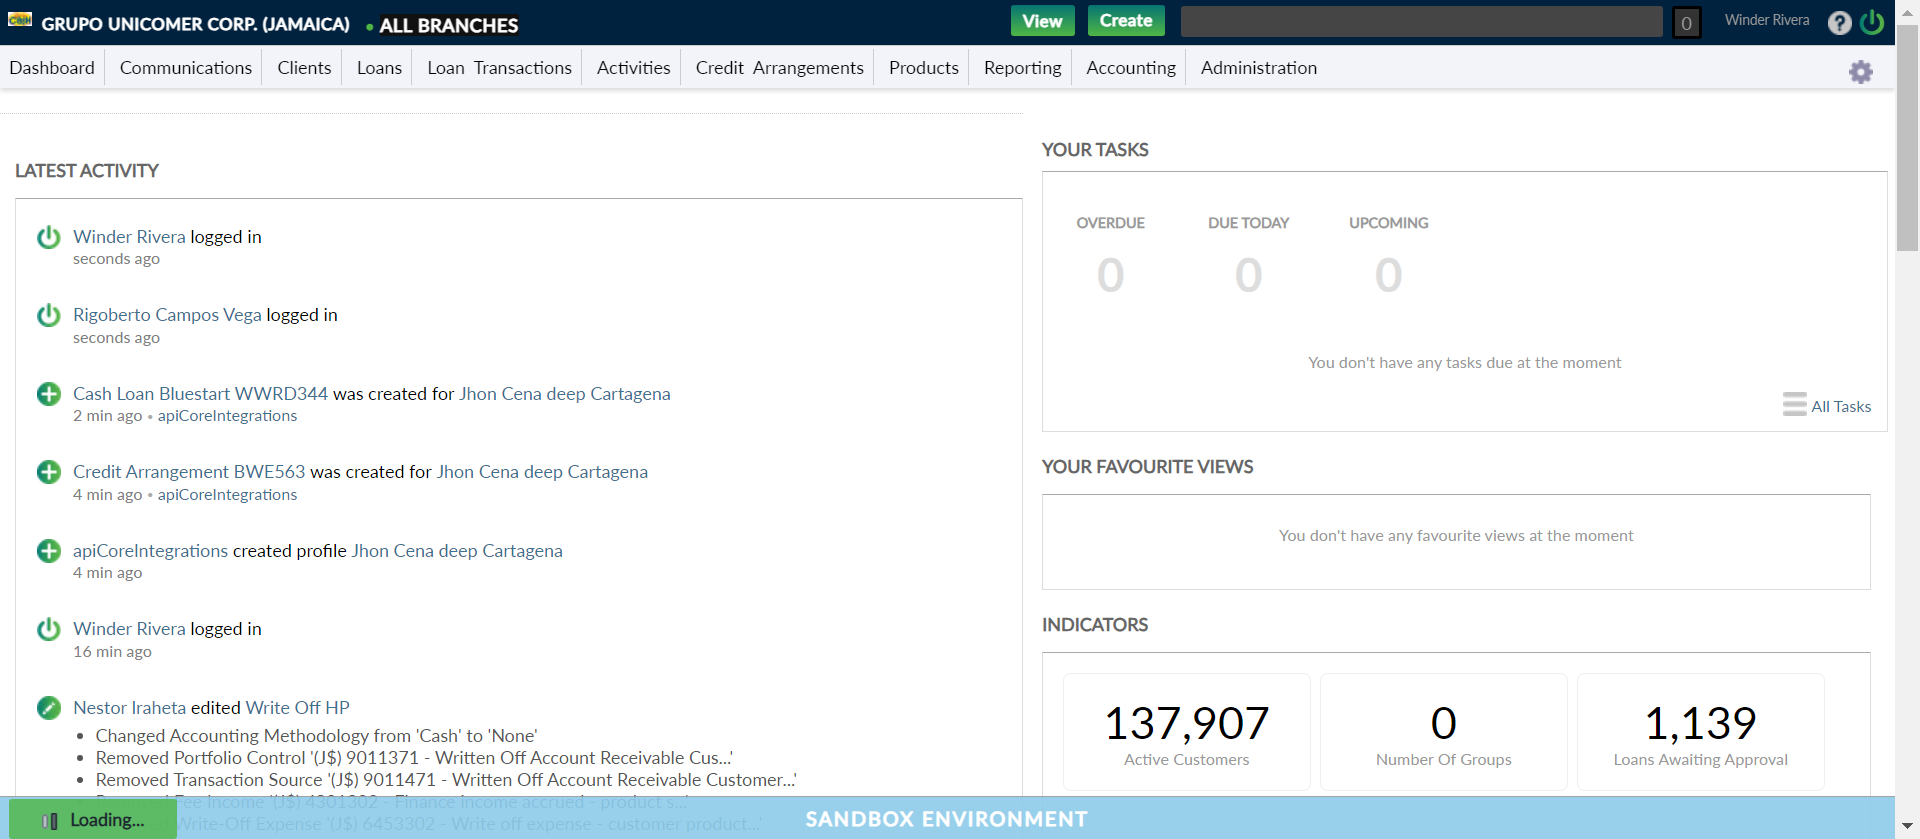 Cash
GRUPO UNICOMER CORP. (JAMAICA) • ALL BRANCHES
View
Create
0
Winder Rivera
?
Dashboard Communications Clients Loans Loan Transactions Activities Credit Arrangements Products Reporting Accounting Administration
LATEST ACTIVITY
Winder Rivera logged in
seconds ago
Rigoberto Campos Vega logged in
seconds ago
Cash Loan Bluestart WWRD344 was created for Jhon Cena deep Cartagena
2 min ago • apiCoreIntegrations
Credit Arrangement BWE563 was created for Jhon Cena deep Cartagena
4 min ago • apiCoreIntegrations
apiCoreIntegrations created profile Jhon Cena deep Cartagena
4 min ago
Winder Rivera logged in
16 min ago
Nestor Iraheta edited Write Off HP
• Changed Accounting Methodology from 'Cash' to 'None'
• Removed Portfolio Control '(J$) 9011371 - Written Off Account Receivable Cus...'
• Removed Transaction Source '(J$) 9011471 - Written Off Account Receivable Customer...'
Fee Income '(J$) 4301302 - Finance income accrued - product s...'
Write-Off Expense '(J$) 6453302 - Write off expense - customer product...'
Loading...
YOUR TASKS
OVERDUE DUE TODAY UPCOMING
0 0 0
You don't have any tasks due at the moment
All Tasks
YOUR FAVOURITE VIEWS
You don't have any favourite views at the moment
INDICATORS
137,907 0 1,139
Active Customers Number Of Groups Loans Awaiting Approval
SANDBOX ENVIRONMENT